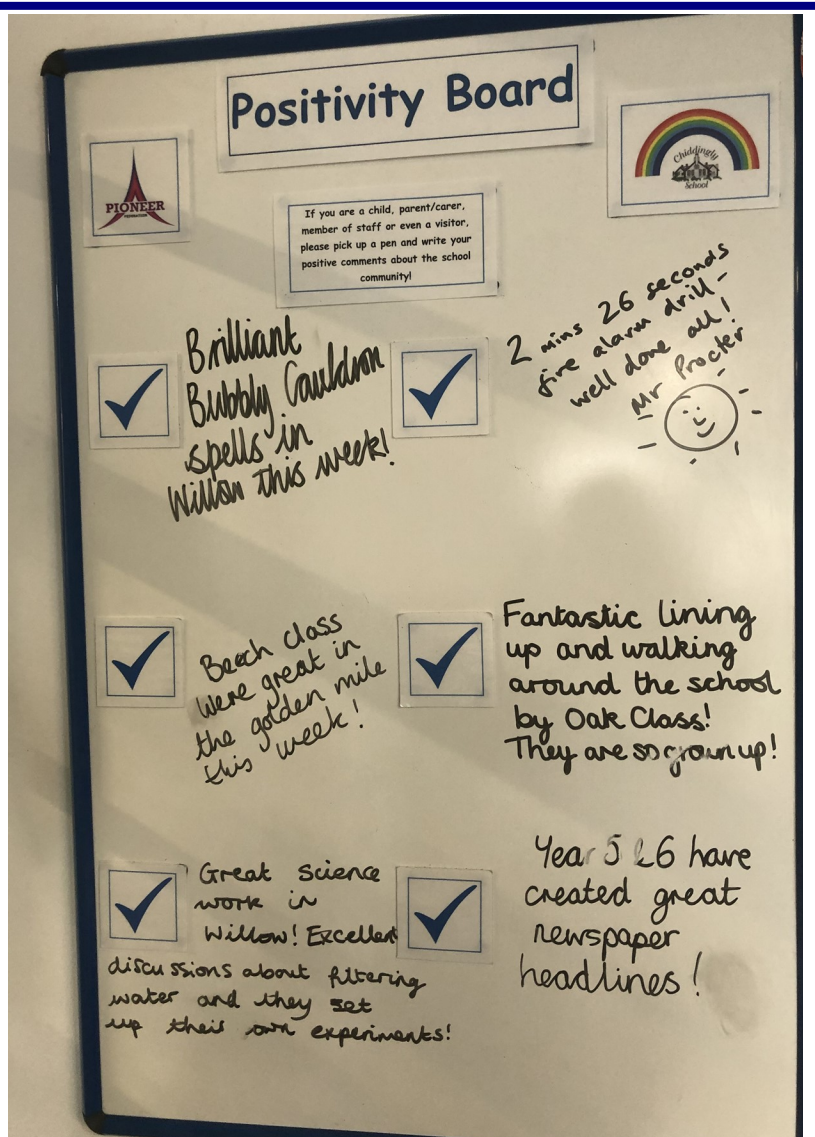 Positivity Board
PIONEER
FEDERATION
Chiddingly
School
If you are a child, parent/carer,
member of staff or even a visitor,
please pick up a pen and write your
positive comments about the school
community!
Brilliant
Bubbly Cauldron
spells in
Willow this week!
2 mins 26 seconds
fire alarm drill-
well done all!
Mr Procter
Beech class
were great in
the golden mile
this week!
Fantastic lining
up and walking
around the school
by Oak Class!
They are so grown up!
Great science
work in
Willow! Excellent
discussions about filtering
water and they set
up their own experiments!
Year 5 & 6 have
created great
newspaper
headlines!